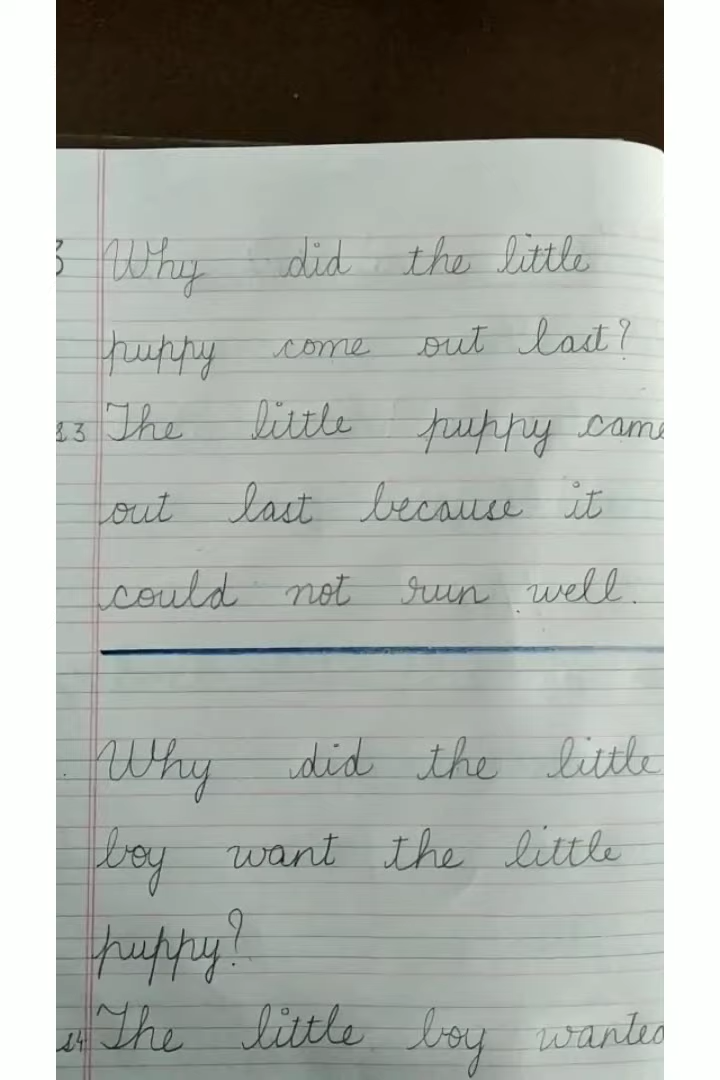 3 Why did the little
puppy come out last?
The little puppy came
out last because it
could not run well.
Why did the little
boy want the little
puppy?
The little boy wanted